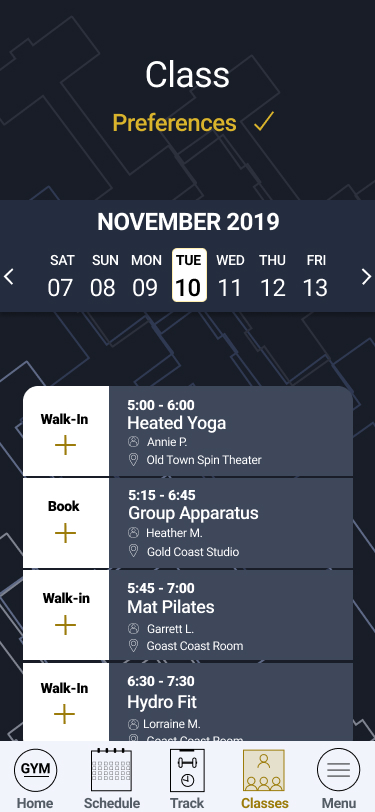 Class
Preferences
NOVEMBER 2019
SAT SUN MON TUE WED THU FRI
07 08 09 10 11 12 13
Walk-In
5:00 - 6:00
Heated Yoga
Annie P.
Old Town Spin Theater
Book
5:15 - 6:45
Group Apparatus
Heather M.
Gold Coast Studio
Walk-in
5:45 - 7:00
Mat Pilates
Garrett L.
Goast Coast Room
Walk-In
6:30 - 7:30
Hydro Fit
Lorraine M.
Goast Coast Room
GYM
Home Schedule Track Classes Menu